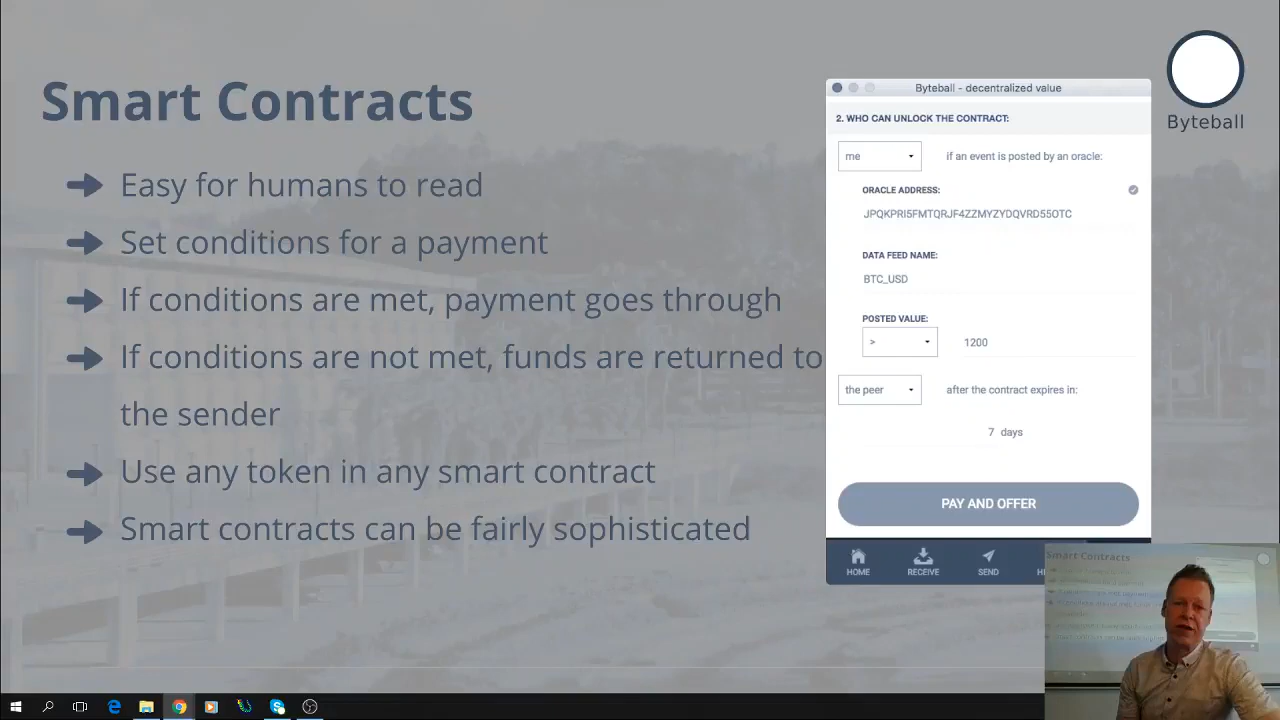 Smart Contracts
Easy for humans to read
Set conditions for a payment
If conditions are met, payment goes through
If conditions are not met, funds are returned to
the sender
Use any token in any smart contract
Smart contracts can be fairly sophisticated
Byteball
Byteball - decentralized value
2. WHO CAN UNLOCK THE CONTRACT:
me
if an event is posted by an oracle:
ORACLE ADDRESS:
JPQKPRI5FMTQRJF4ZZMYZYDQVRD55OTC
DATA FEED NAME:
BTC_USD
POSTED VALUE:
> 1200
the peer
after the contract expires in:
7 days
PAY AND OFFER
HOME
RECEIVE
SEND
Smart Contracts